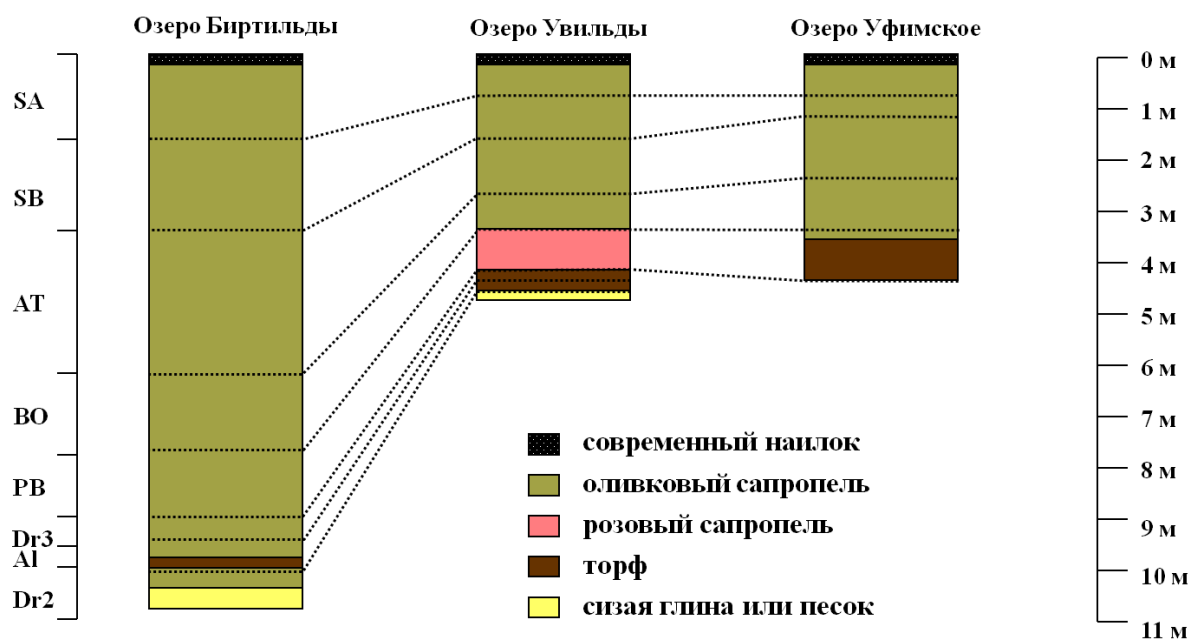 Озеро Биртильды
Озеро Увильды
Озеро Уфимское
SA
SB
AT
BO
PB
Dr3
Al
Dr2
0 м
1 м
2 м
3 м
4 м
5 м
6 м
7 м
8 м
9 м
10 м
11 м
современный наилок
оливковый сапропель
розовый сапропель
торф
сизая глина или песок